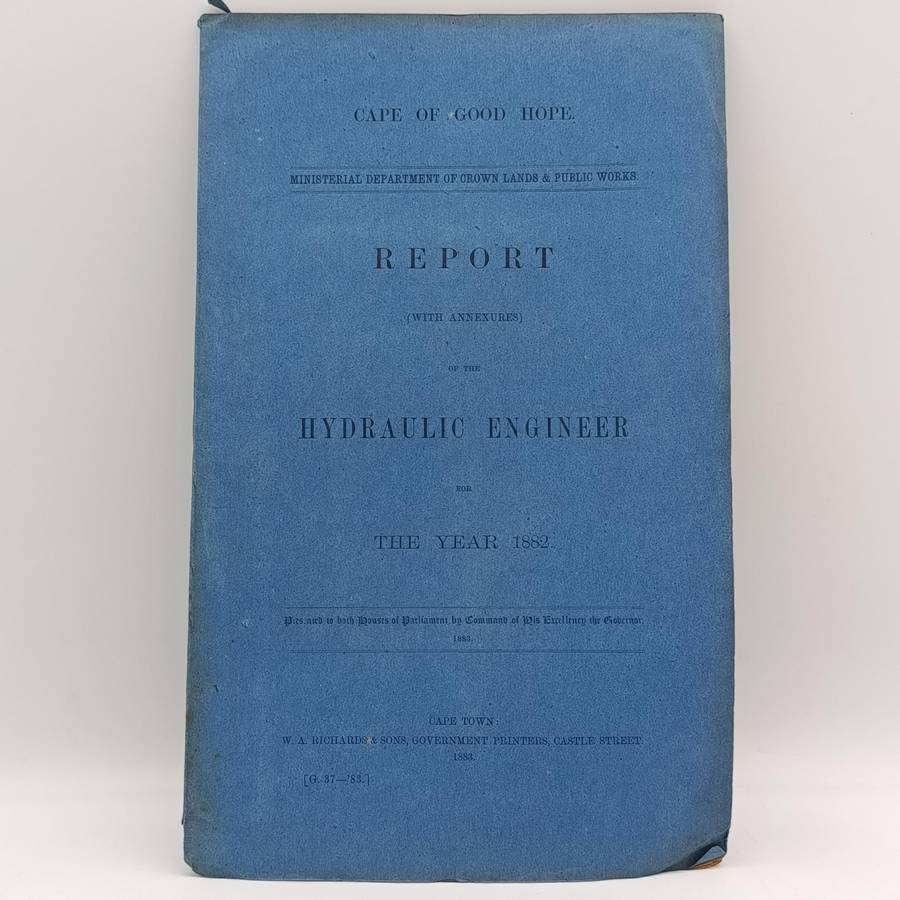 CAPE OF GOOD HOPE.
MINISTERIAL DEPARTMENT OF CROWN LANDS & PUBLIC WORKS.
REPORT
(WITH ANNEXURES)
OF THE
HYDRAULIC ENGINEER
FOR
THE YEAR 1882.
Presented to both Houses of Parliament by Command of His Excellency the Governor.
1883.
CAPE TOWN:
W. A. RICHARDS & SONS, GOVERNMENT PRINTERS, CASTLE STREET.
1883.
[G. 37—'83.]